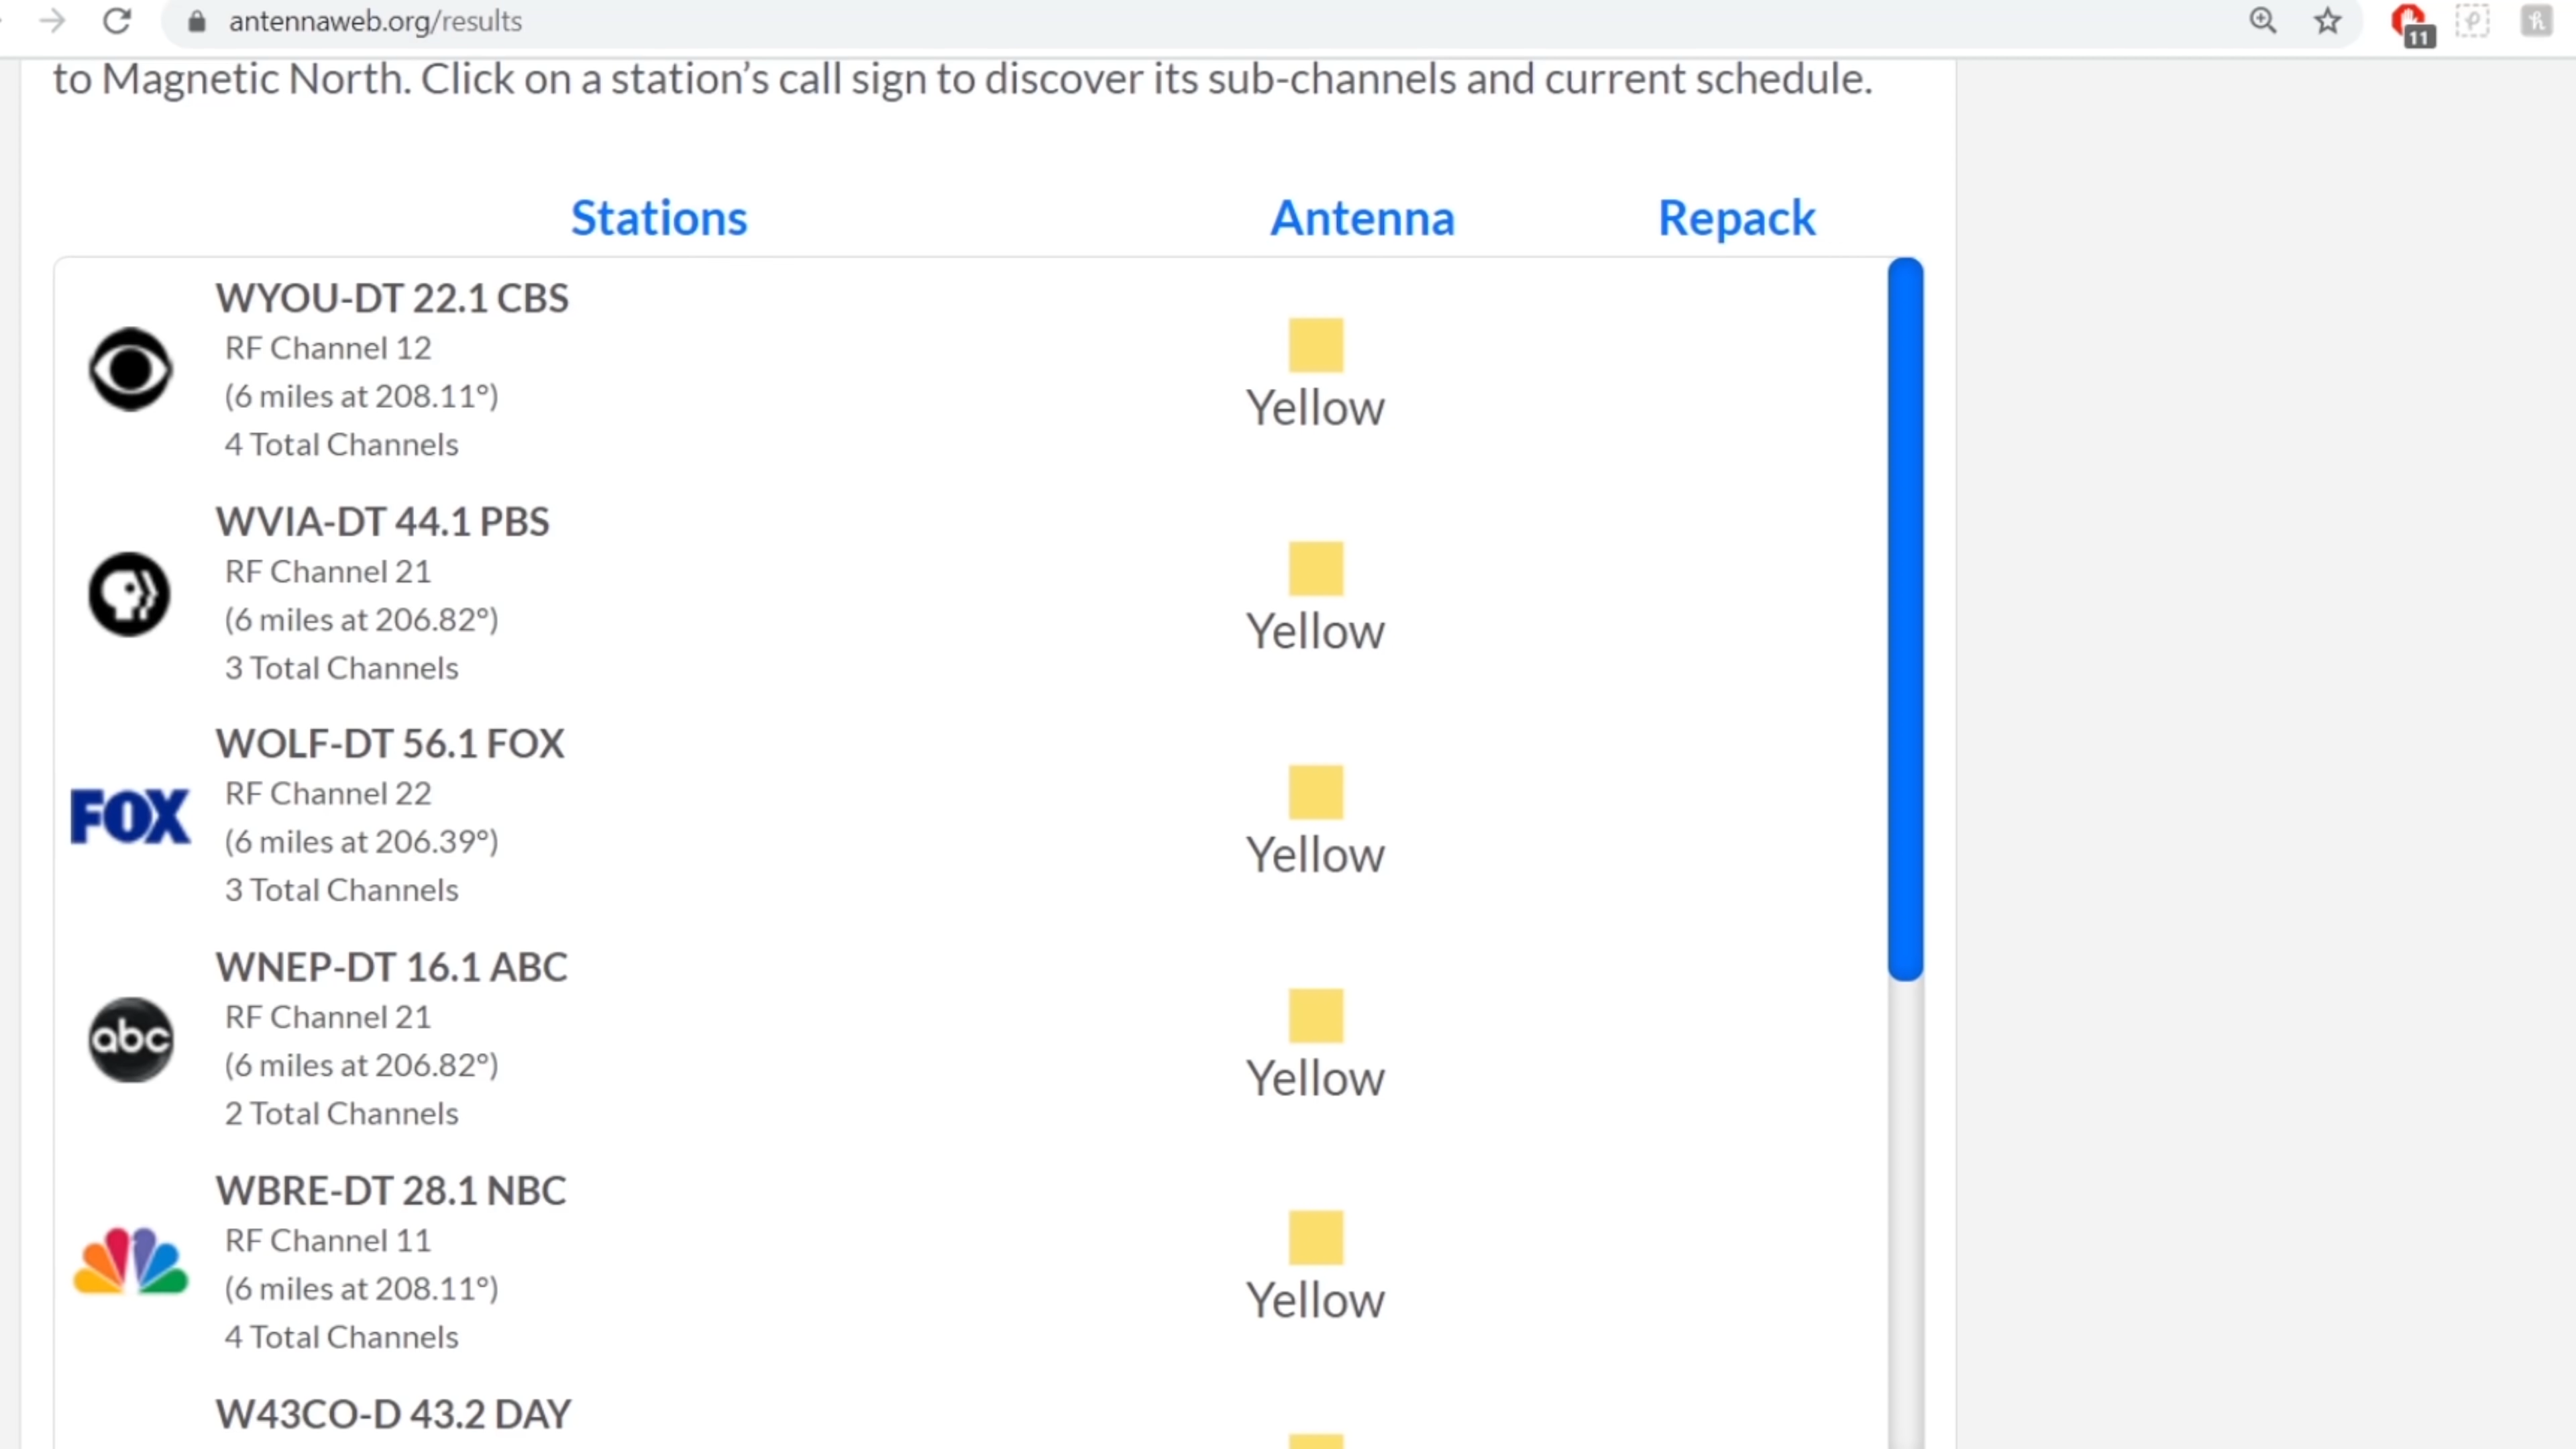 antennaweb.org/results
11
to Magnetic North. Click on a station's call sign to discover its sub-channels and current schedule.
Stations Antenna Repack
WYOU-DT 22.1 CBS
RF Channel 12
(6 miles at 208.11°)
4 Total Channels
Yellow
WVIA-DT 44.1 PBS
RF Channel 21
(6 miles at 206.82°)
3 Total Channels
Yellow
WOLF-DT 56.1 FOX
FOX
RF Channel 22
(6 miles at 206.39°)
3 Total Channels
Yellow
WNEP-DT 16.1 ABC
abc
RF Channel 21
(6 miles at 206.82°)
2 Total Channels
Yellow
WBRE-DT 28.1 NBC
RF Channel 11
(6 miles at 208.11°)
4 Total Channels
Yellow
W43CO-D 43.2 DAY